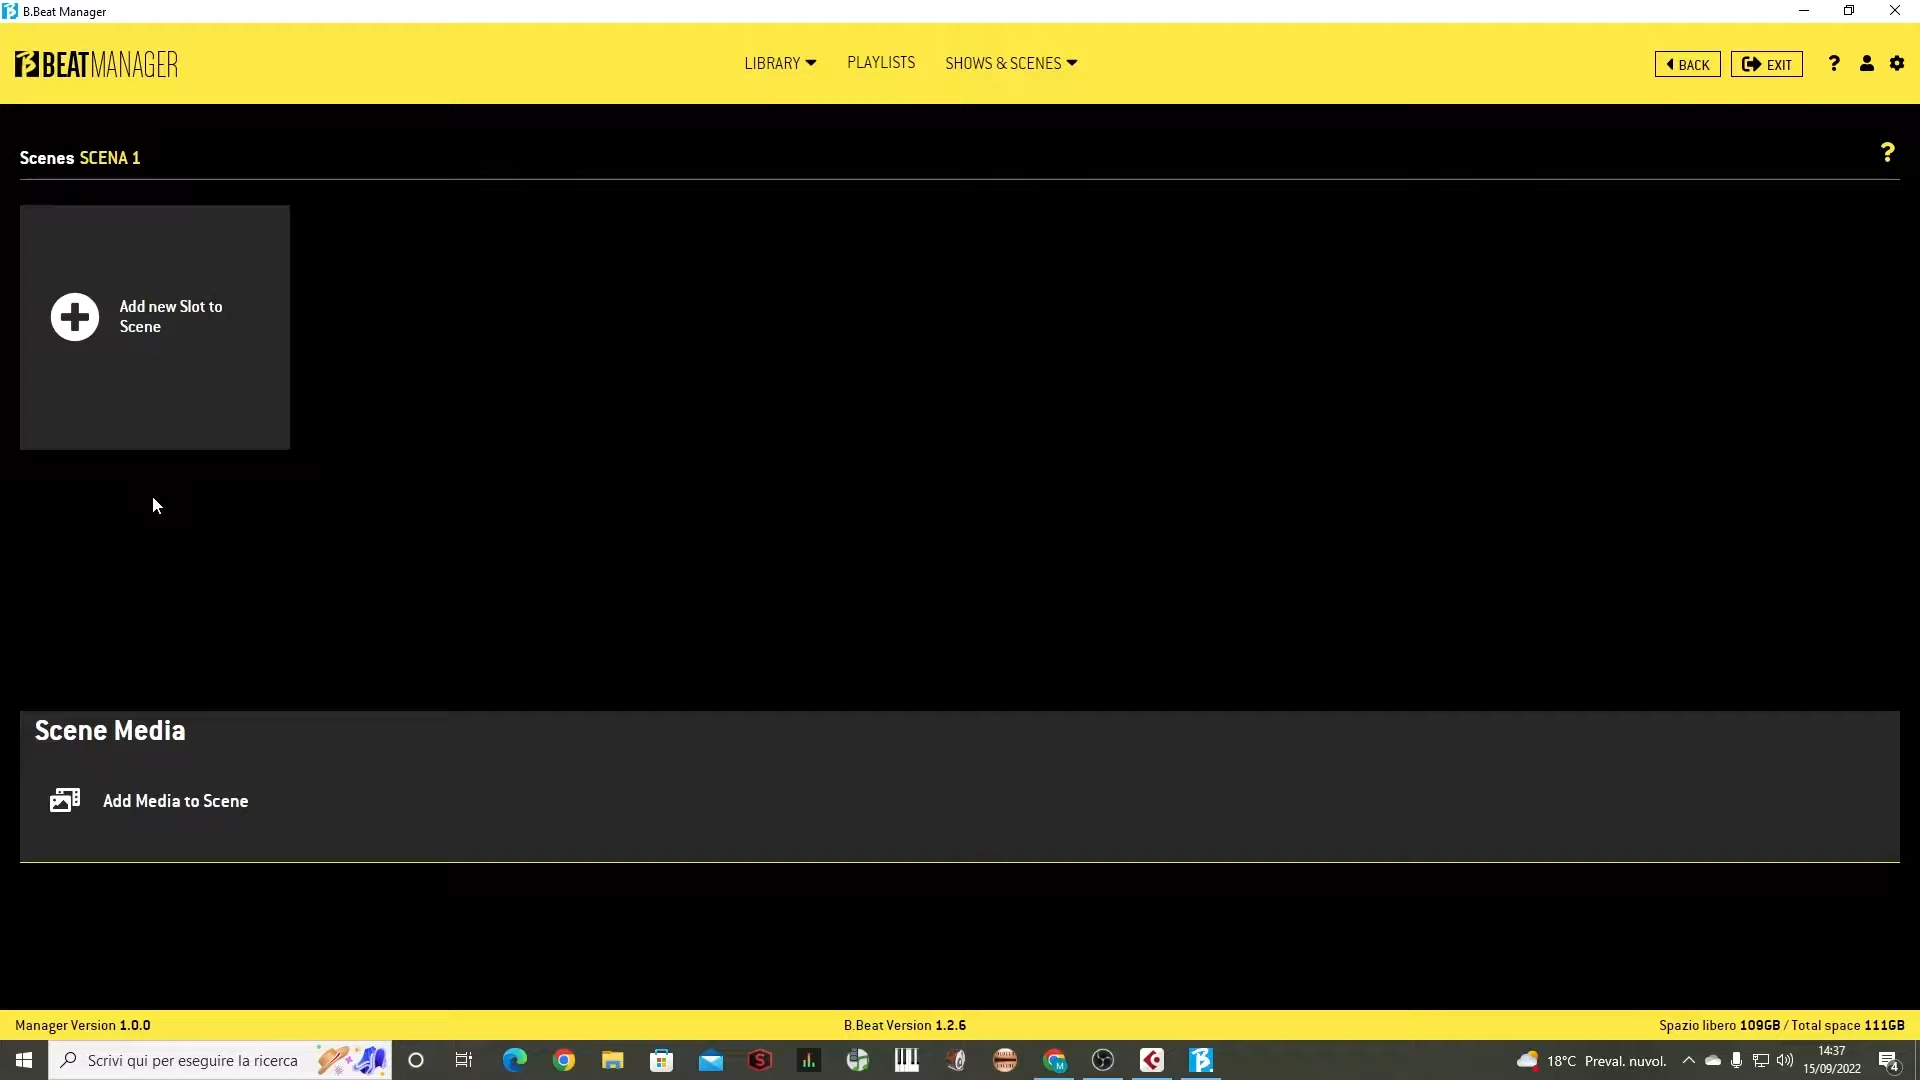 B.Beat Manager
BEATMANAGER
LIBRARY
PLAYLISTS
SHOWS & SCENES
BACK
EXIT
?
Scenes SCENA 1
?
Add new Slot to
Scene
Scene Media
Add Media to Scene
Manager Version 1.0.0
B.Beat Version 1.2.6
Spazio libero 109GB / Total space 111GB
Scrivi qui per eseguire la ricerca
18°C Preval. nuvol.
14:37
15/09/2022
4